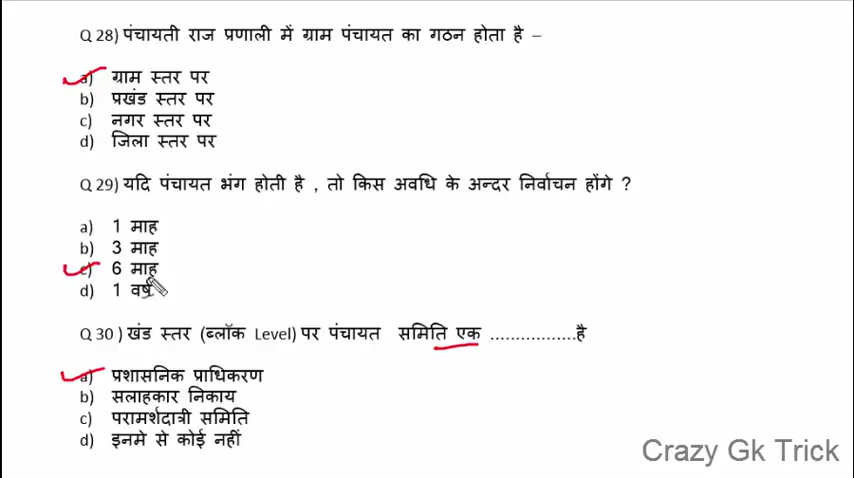 Q 28) पंचायती राज प्रणाली में ग्राम पंचायत का गठन होता है –
a) ग्राम स्तर पर
b) प्रखंड स्तर पर
c) नगर स्तर पर
d) जिला स्तर पर
Q 29) यदि पंचायत भंग होती है , तो किस अवधि के अन्दर निर्वाचन होंगे ?
a) 1 माह
b) 3 माह
c) 6 माह
d) 1 वर्ष
Q 30 ) खंड स्तर (ब्लॉक Level) पर पंचायत समिति एक .................है
a) प्रशासनिक प्राधिकरण
b) सलाहकार निकाय
c) परामर्शदात्री समिति
d) इनमे से कोई नहीं
Crazy Gk Trick